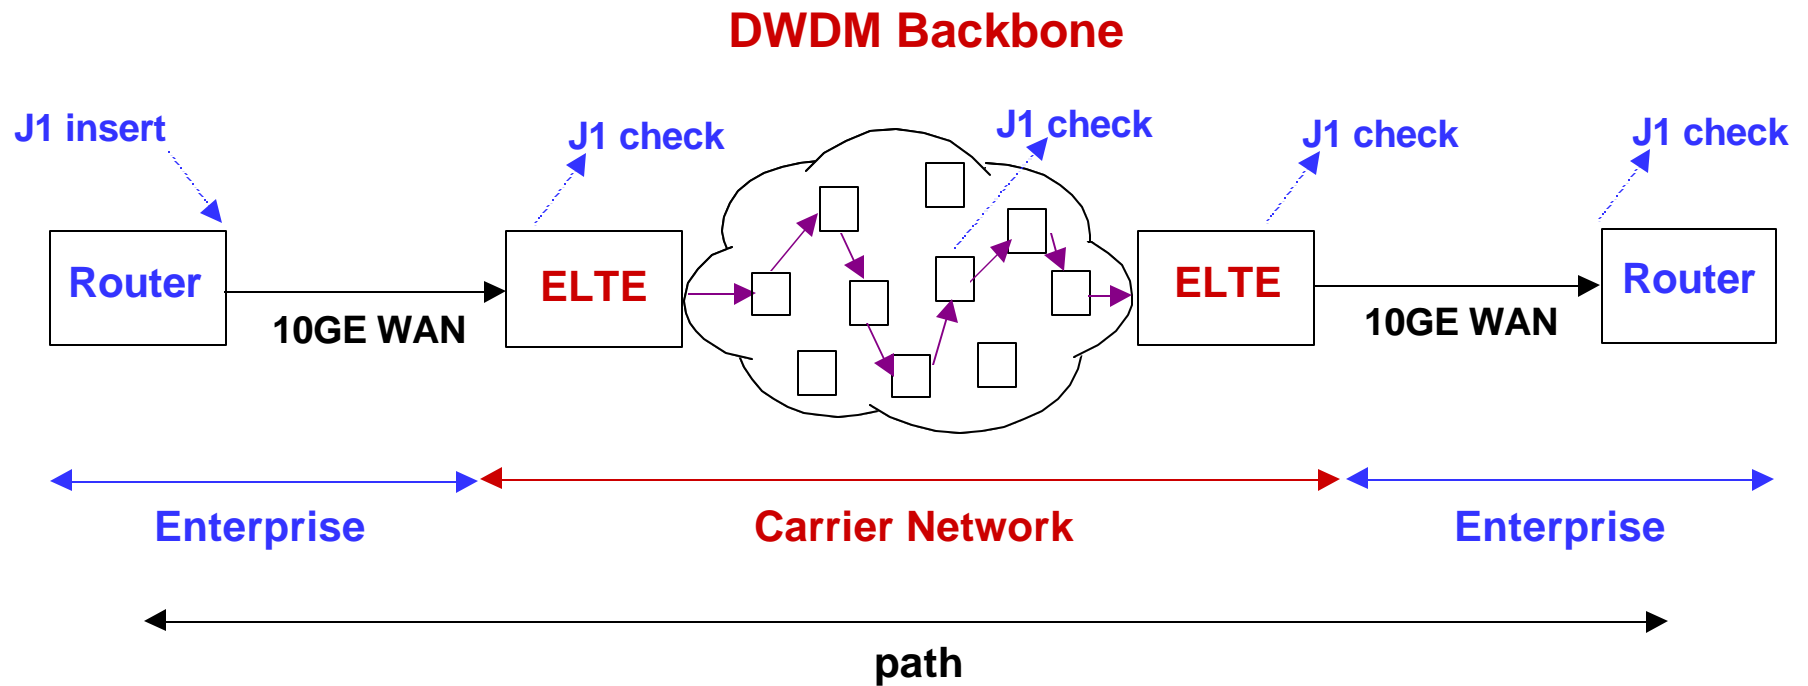 DWDM Backbone
J1 insert
J1 check
J1 check
J1 check
J1 check
Router
ELTE
ELTE
Router
10GE WAN
10GE WAN
Enterprise
Carrier Network
Enterprise
path